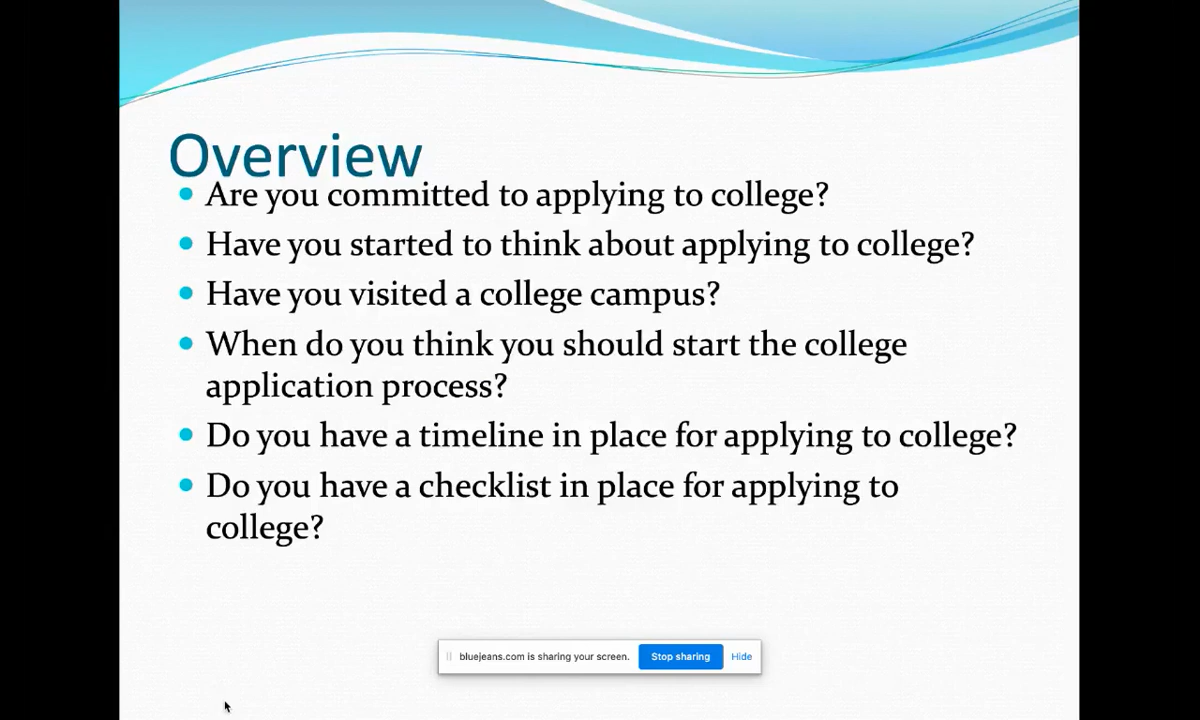 Overview
Are you committed to applying to college?
Have you started to think about applying to college?
Have you visited a college campus?
When do you think you should start the college
application process?
Do you have a timeline in place for applying to college?
Do you have a checklist in place for applying to
college?
bluejeans.com is sharing your screen. Stop sharing Hide